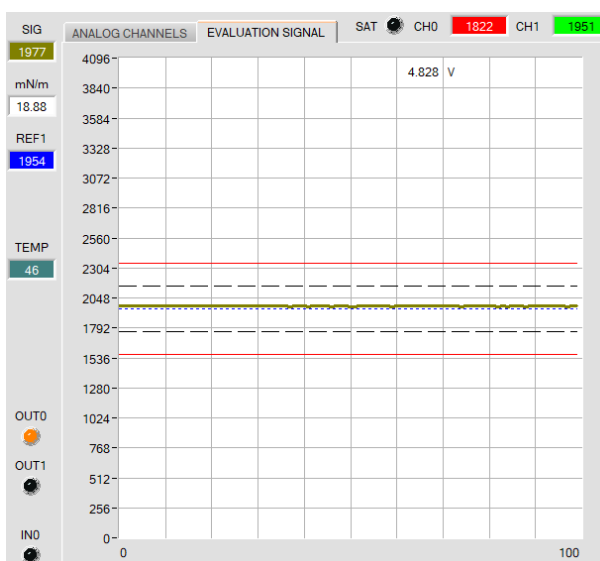 SIG
1977
mN/m
18.88
REF1
1954
TEMP
46
OUT0
OUT1
IN0
ANALOG CHANNELS EVALUATION SIGNAL SAT CH0 1822 CH1 1951
4.828 V
4096
3840
3584
3328
3072
2816
2560
2304
2048
1792
1536
1280
1024
768
512
256
0
0 100